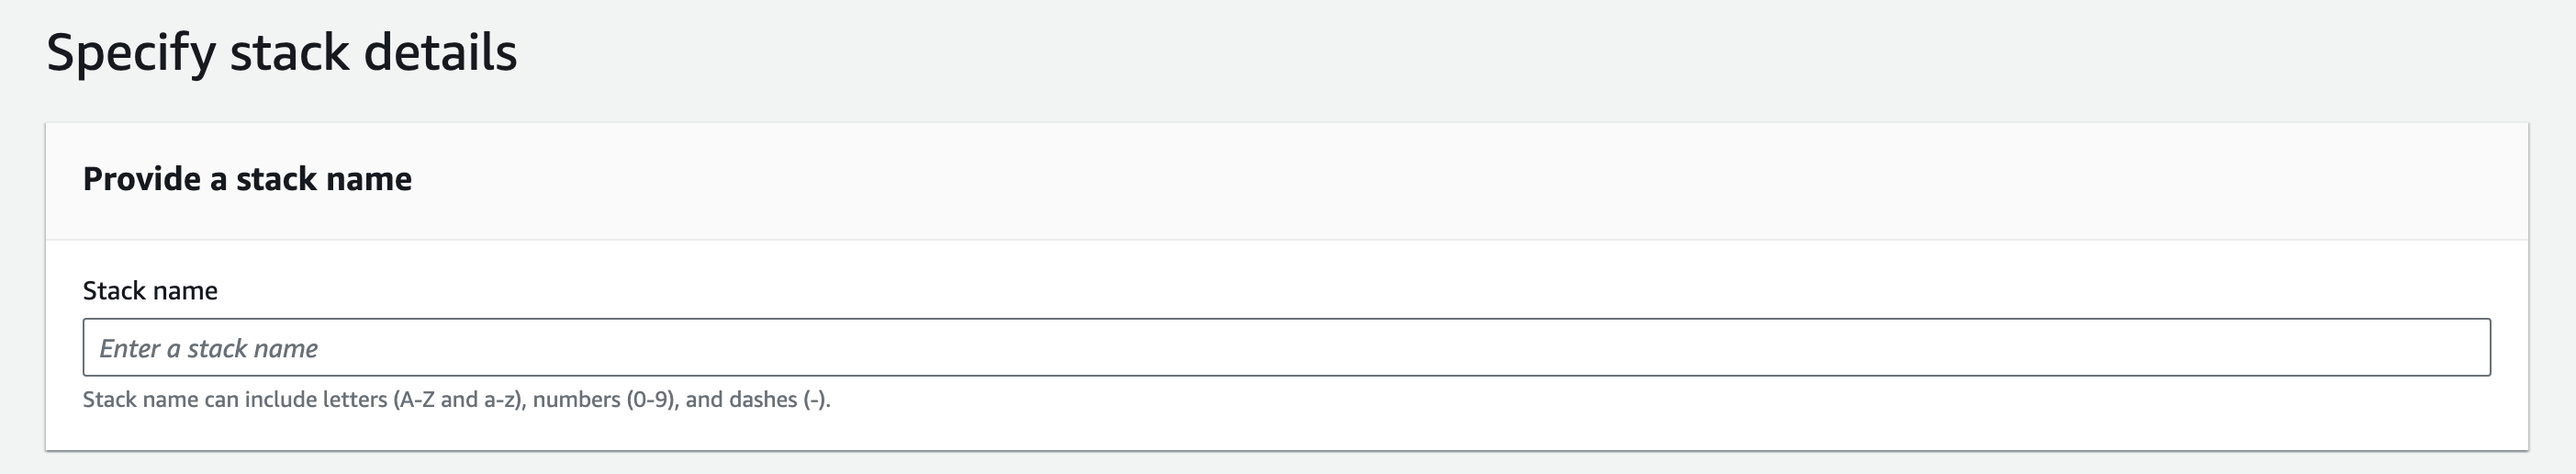 Specify stack details
Provide a stack name
Stack name
Enter a stack name
Stack name can include letters (A-Z and a-z), numbers (0-9), and dashes (-).